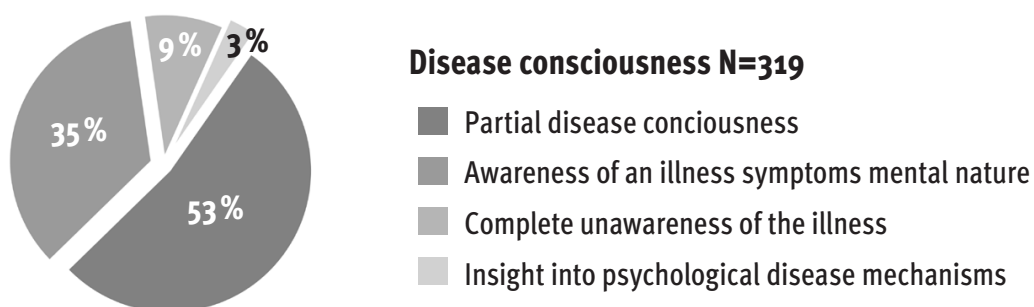 9%
3%
35%
53%
Disease consciousness N=319
Partial disease conciousness
Awareness of an illness symptoms mental nature
Complete unawareness of the illness
Insight into psychological disease mechanisms